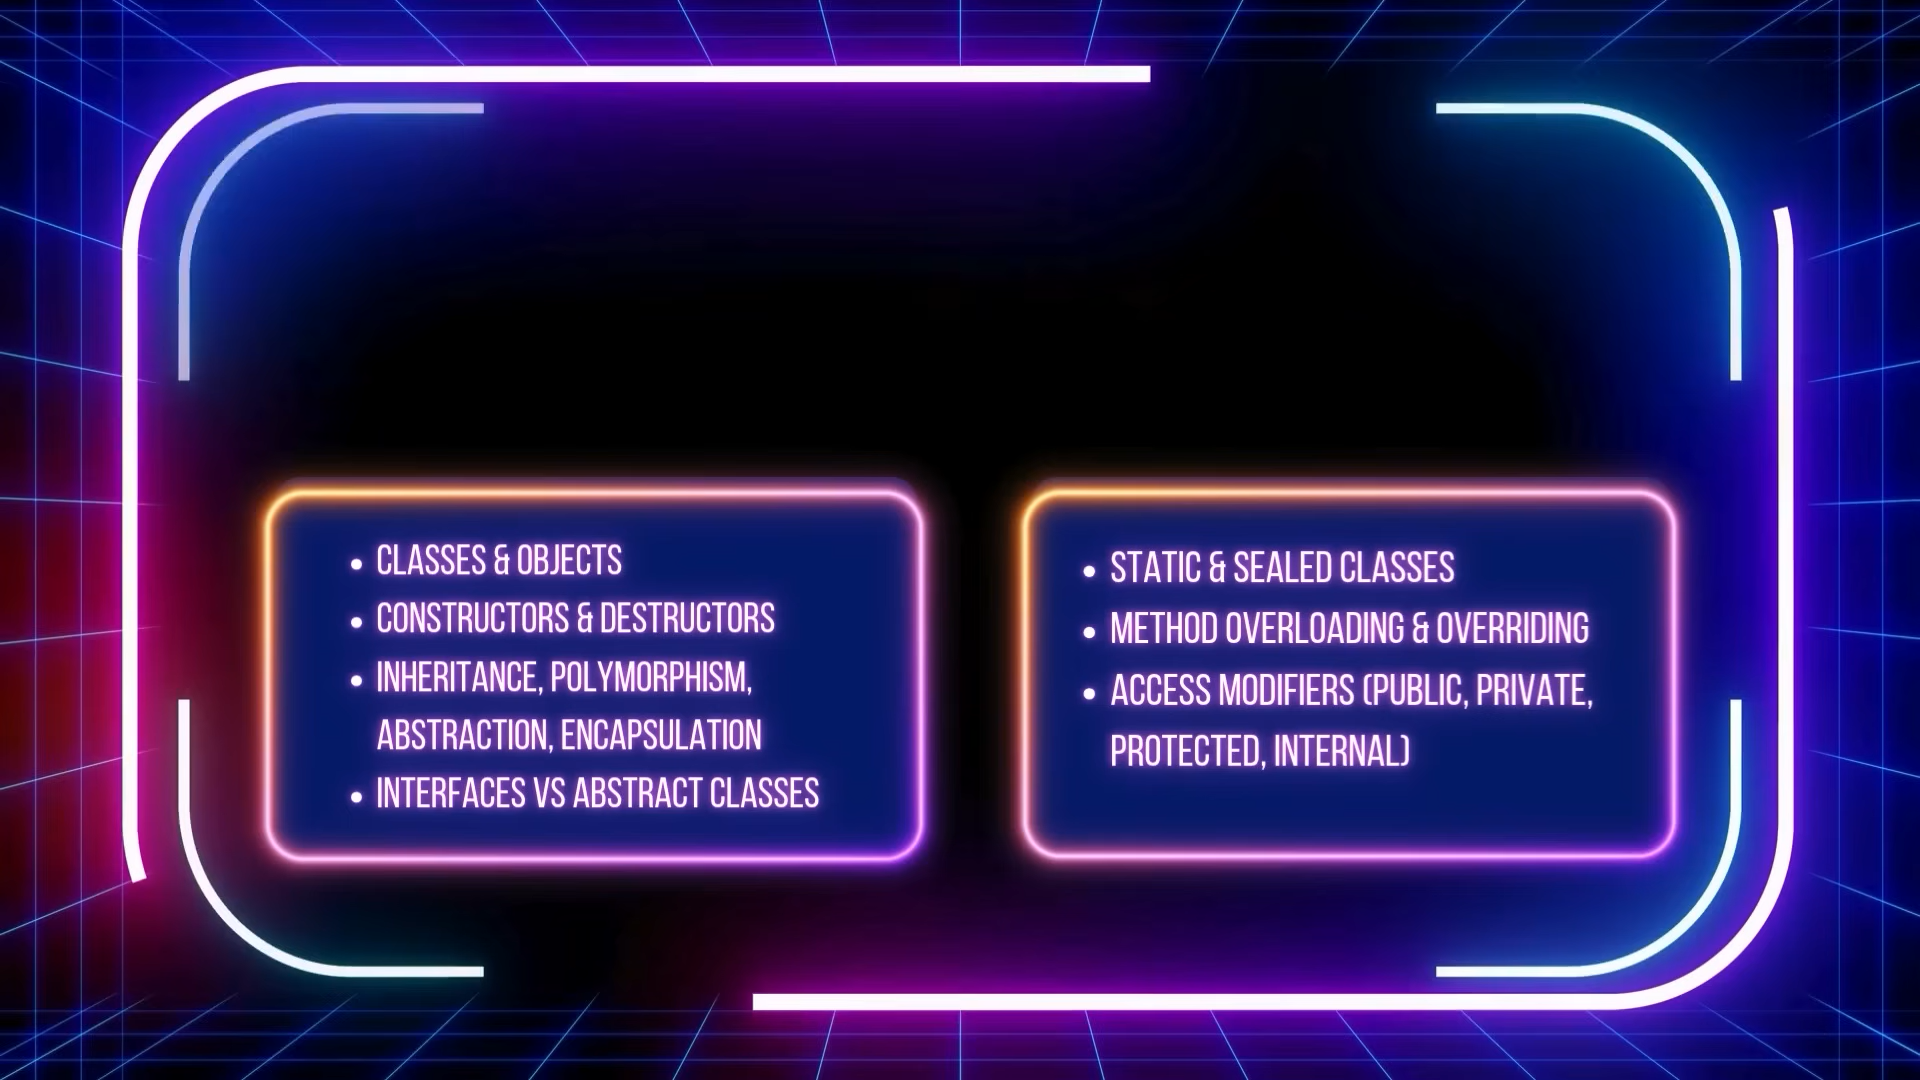 • CLASSES & OBJECTS
• CONSTRUCTORS & DESTRUCTORS
• INHERITANCE, POLYMORPHISM,
ABSTRACTION, ENCAPSULATION
• INTERFACES VS ABSTRACT CLASSES
• STATIC & SEALED CLASSES
• METHOD OVERLOADING & OVERRIDING
• ACCESS MODIFIERS (PUBLIC, PRIVATE,
PROTECTED, INTERNAL)